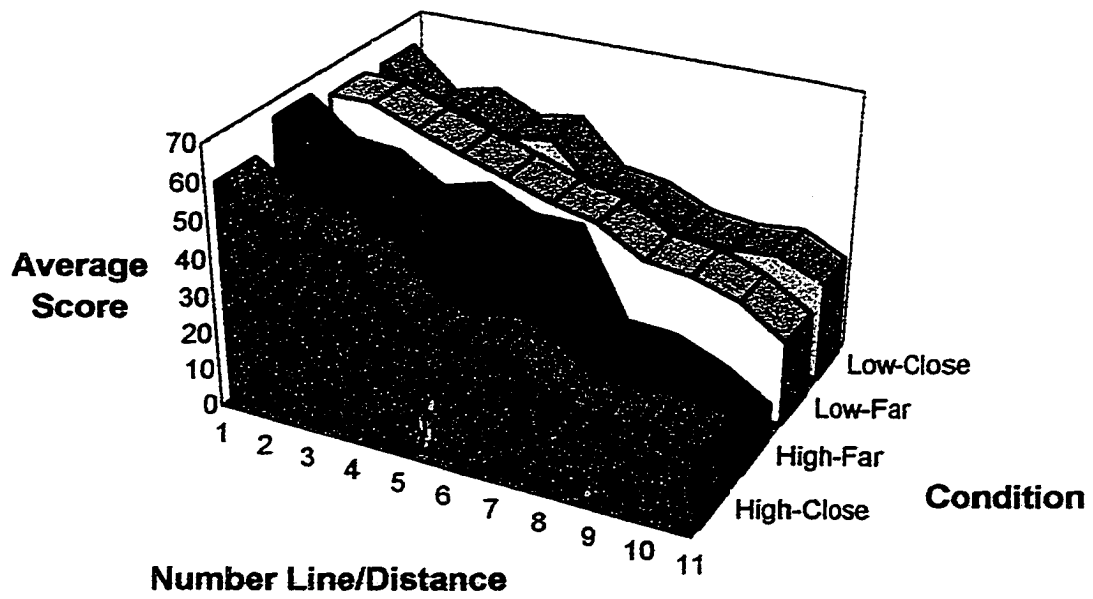 70
60
50
40
30
20
10
0
Average
Score
1
2
3
4
5
6
7
8
9
10
11
Number Line/Distance
Low-Close
Low-Far
High-Far
High-Close
Condition